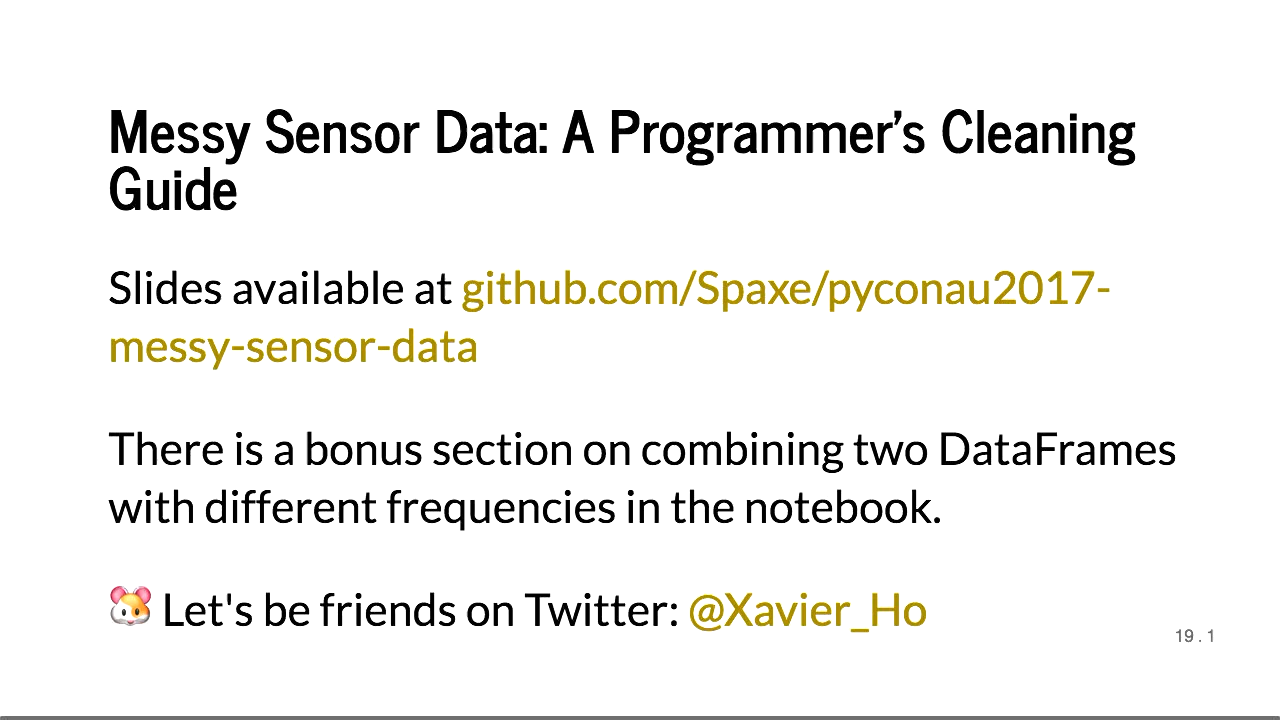 Messy Sensor Data: A Programmer’s Cleaning
Guide
Slides available at github.com/Spaxe/pyconau2017-
messy-sensor-data
There is a bonus section on combining two DataFrames
with different frequencies in the notebook.
🐹 Let's be friends on Twitter: @Xavier_Ho
19 . 1